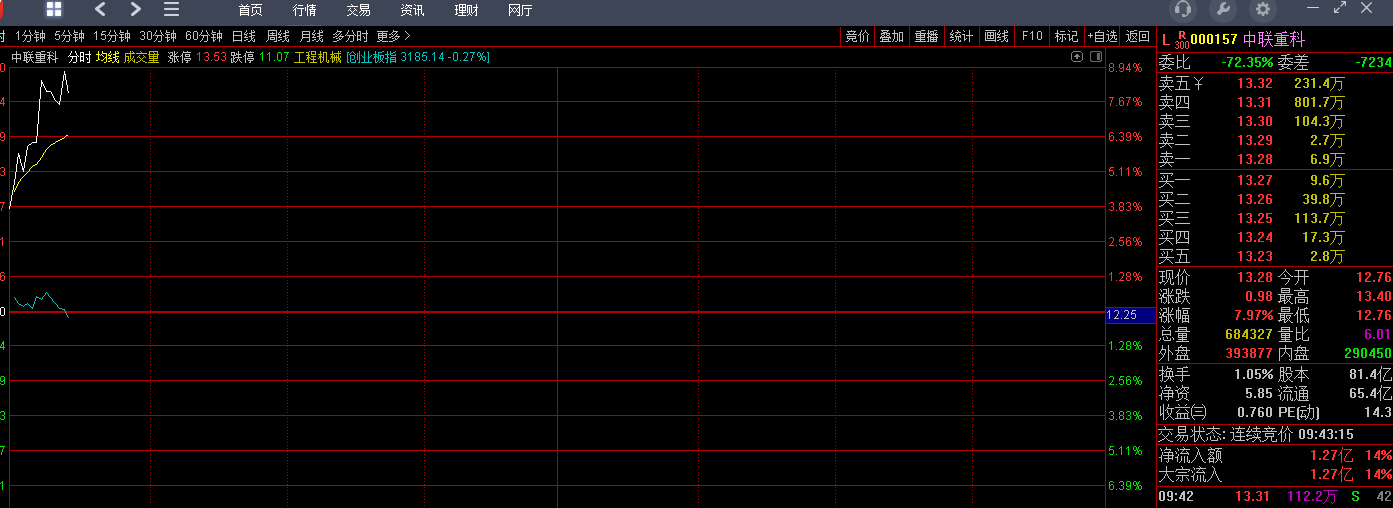 首页 行情 交易 资讯 理财 网厅
1分钟 5分钟 15分钟 30分钟 60分钟 日线 周线 月线 多分时 更多 竞价 叠加 重播 统计 画线 F10 标记 +自选 返回
中联重科 分时 均线 成交量 涨停 13.53 跌停 11.07 工程机械 [创业板指 3185.14 -0.27%]
0 8.94%
4 7.67%
9 6.39%
3 5.11%
7 3.83%
1 2.56%
6 1.28%
0 12.25
4 1.28%
9 2.56%
3 3.83%
7 5.11%
1 6.39%
L R300 000157 中联重科
委比 -72.35% 委差 -7234
卖五¥ 13.32 231.4万
卖四 13.31 801.7万
卖三 13.30 104.3万
卖二 13.29 2.7万
卖一 13.28 6.9万
买一 13.27 9.6万
买二 13.26 39.8万
买三 13.25 113.7万
买四 13.24 17.3万
买五 13.23 2.8万
现价 13.28 今开 12.76
涨跌 0.98 最高 13.40
涨幅 7.97% 最低 12.76
总量 684327 量比 6.01
外盘 393877 内盘 290450
换手 1.05% 股本 81.4亿
净资 5.85 流通 65.4亿
收益㈢ 0.760 PE(动) 14.3
交易状态: 连续竞价 09:43:15
净流入额 1.27亿 14%
大宗流入 1.27亿 14%
09:42 13.31 112.2万 S 42